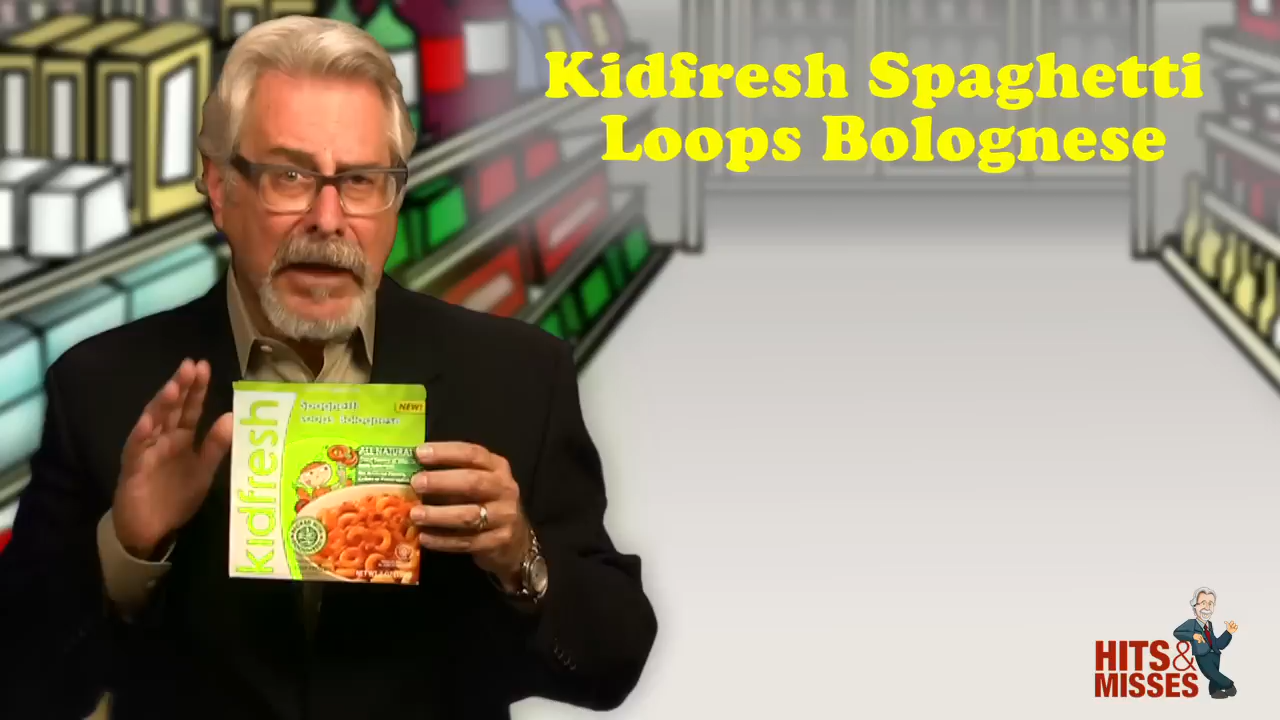 Kidfresh Spaghetti
Loops Bolognese
kidfresh
Spaghetti
Loops Bolognese
NEW!
ALL NATURAL
HITS&
MISSES